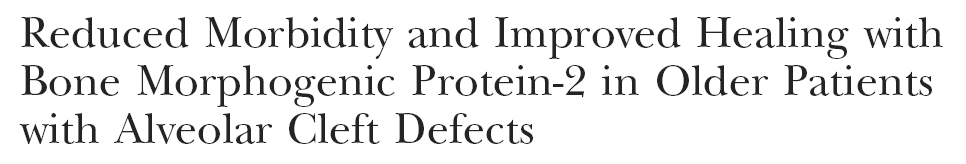 Reduced Morbidity and Improved Healing with
Bone Morphogenic Protein-2 in Older Patients
with Alveolar Cleft Defects